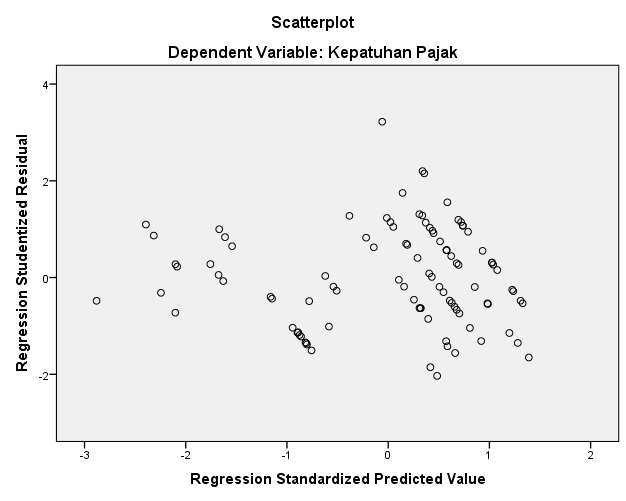 Scatterplot
Dependent Variable: Kepatuhan Pajak
Regression Studentized Residual
4
2
0
-2
-3 -2 -1 0 1 2
Regression Standardized Predicted Value